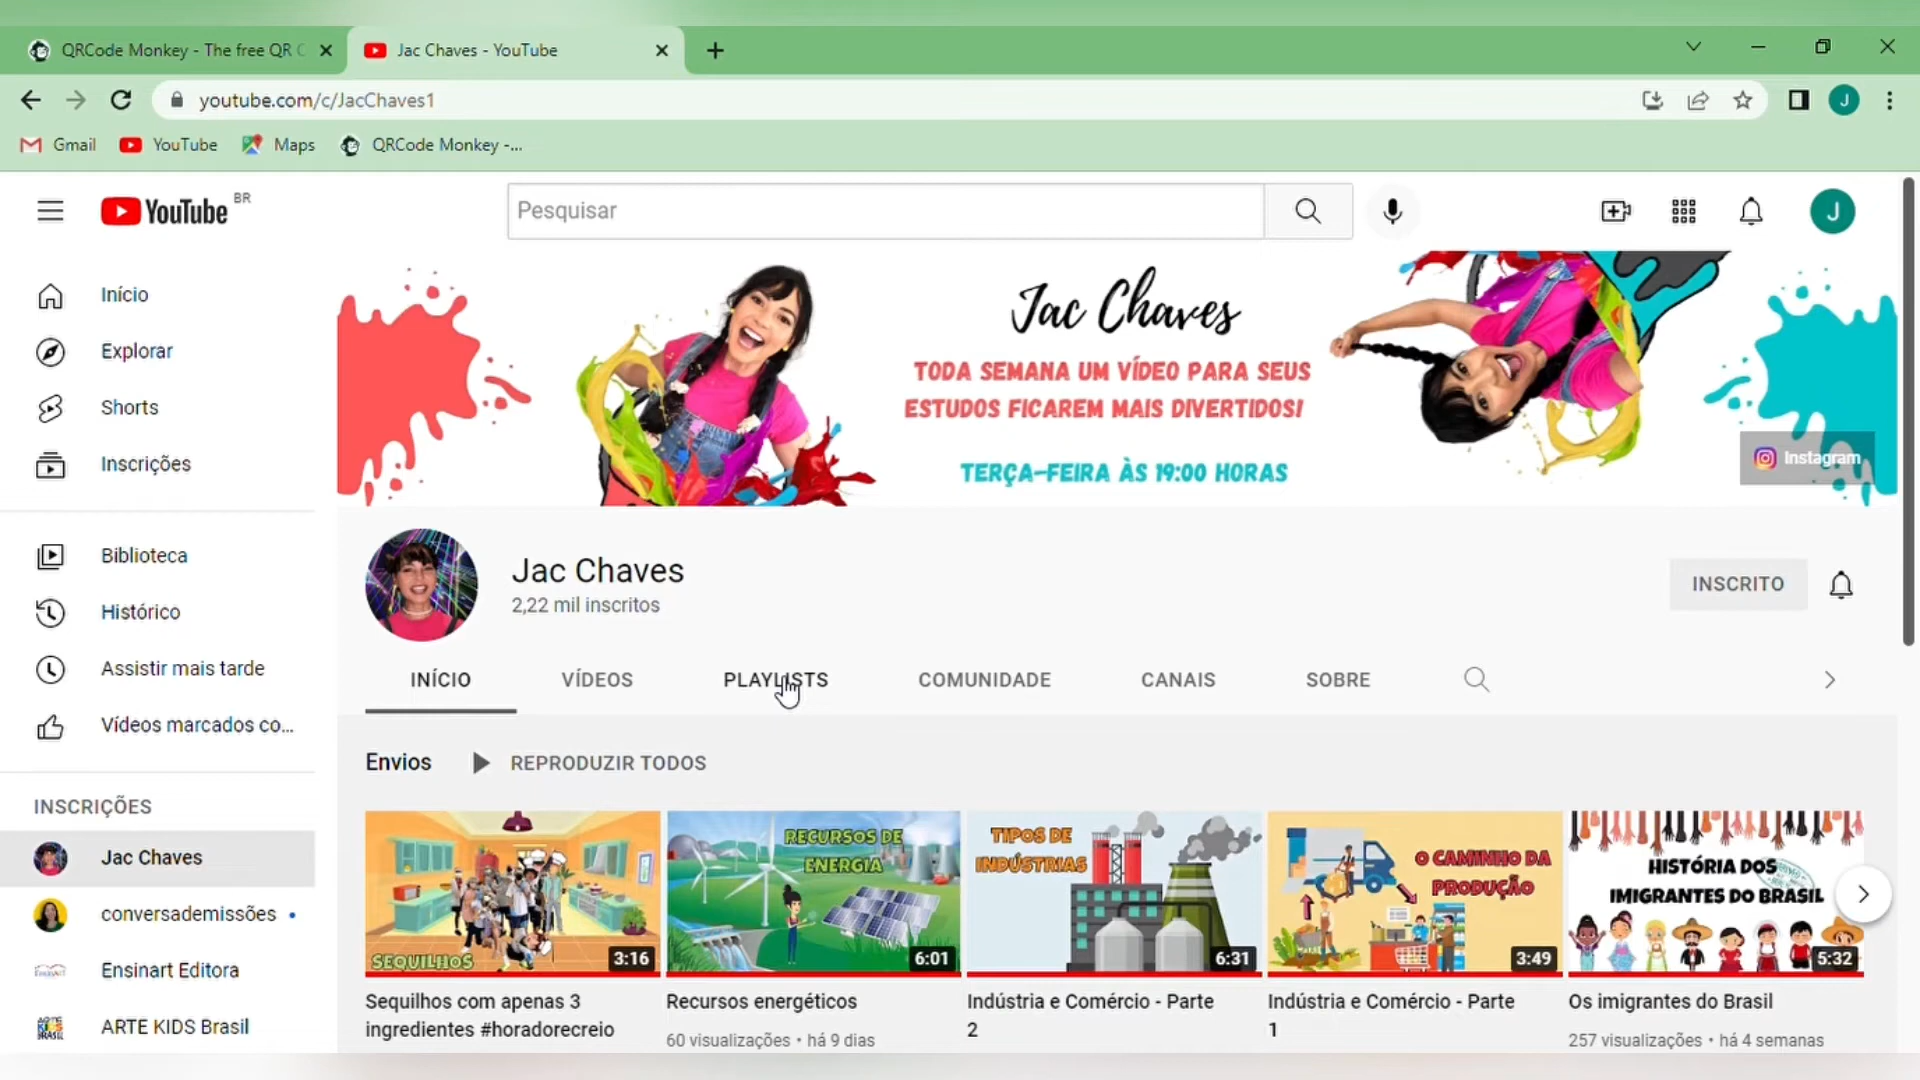 QRCode Monkey - The free QR C
Jac Chaves - YouTube
youtube.com/c/JacChaves1
J
Gmail
YouTube
Maps
QRCode Monkey -...
YouTube BR
Pesquisar
J
Início
Explorar
Shorts
Inscrições
Biblioteca
Histórico
Assistir mais tarde
Vídeos marcados co...
INSCRIÇÕES
Jac Chaves
conversademissões •
Ensinart Editora
ARTE KIDS Brasil
Jac Chaves
TODA SEMANA UM VÍDEO PARA SEUS
ESTUDOS FICAREM MAIS DIVERTIDOS!
TERÇA-FEIRA ÀS 19:00 HORAS
Instagram
Jac Chaves
2,22 mil inscritos
INSCRITO
INÍCIO
VÍDEOS
PLAYLISTS
COMUNIDADE
CANAIS
SOBRE
Envios
REPRODUZIR TODOS
SEQUILHOS
3:16
Sequilhos com apenas 3
ingredientes #horadorecreio
RECURSOS DE
ENERGIA
6:01
Recursos energéticos
60 visualizações • há 9 dias
TIPOS DE
INDÚSTRIAS
6:31
Indústria e Comércio - Parte
2
O CAMINHO DA
PRODUÇÃO
3:49
Indústria e Comércio - Parte
1
HISTÓRIA DOS
IMIGRANTES DO BRASIL
5:32
Os imigrantes do Brasil
257 visualizações • há 4 semanas